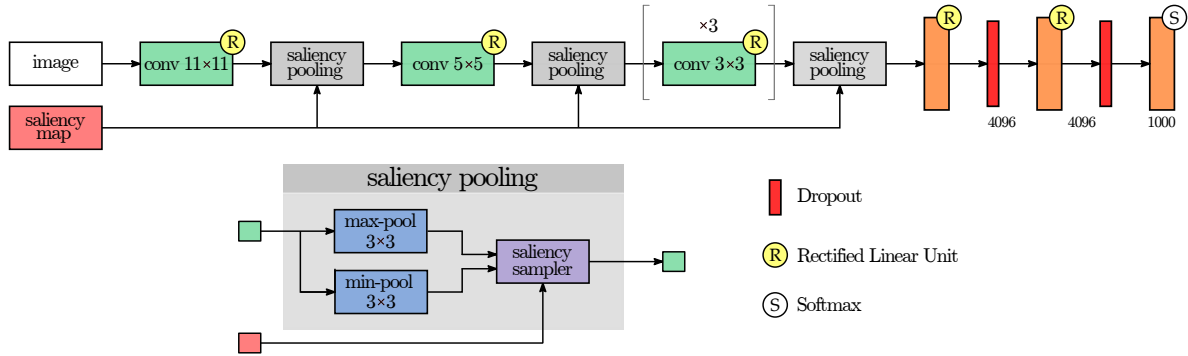 ×3
R
R
R
R
S
image
conv 11×11
saliency
pooling
conv 5×5
saliency
pooling
conv 3×3
saliency
pooling
saliency
map
4096
4096
1000
saliency pooling
max-pool
3×3
min-pool
3×3
saliency
sampler
Dropout
R Rectified Linear Unit
S Softmax